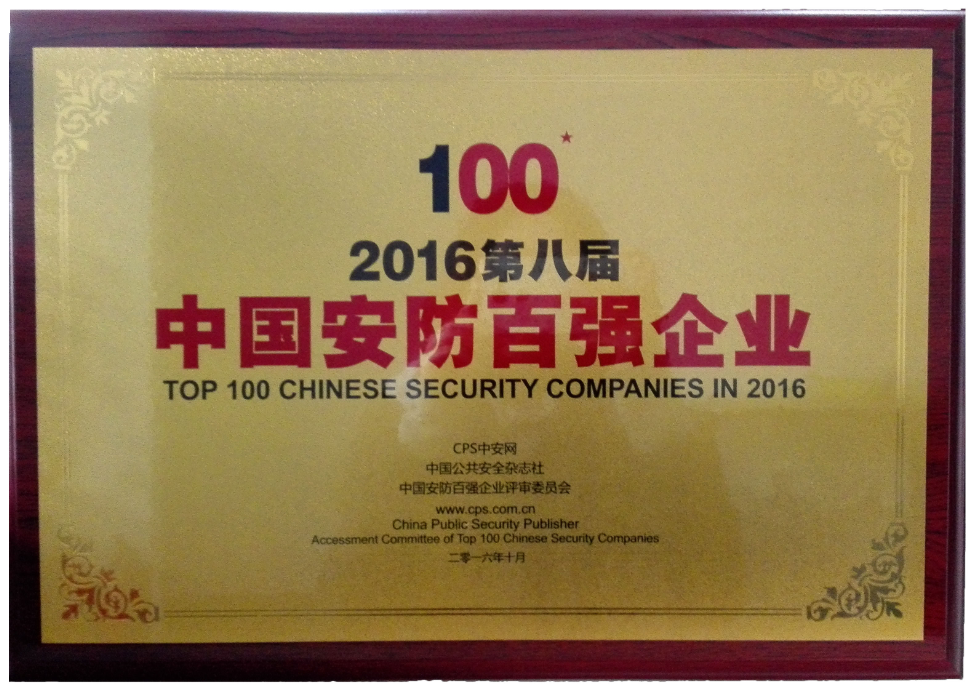 100
2016第八届
中国安防百强企业
TOP 100 CHINESE SECURITY COMPANIES IN 2016
CPS中安网
中国公共安全杂志社
中国安防百强企业评审委员会
www.cps.com.cn
China Public Security Publisher
Accessment Committee of Top 100 Chinese Security Companies
二零一六年十月